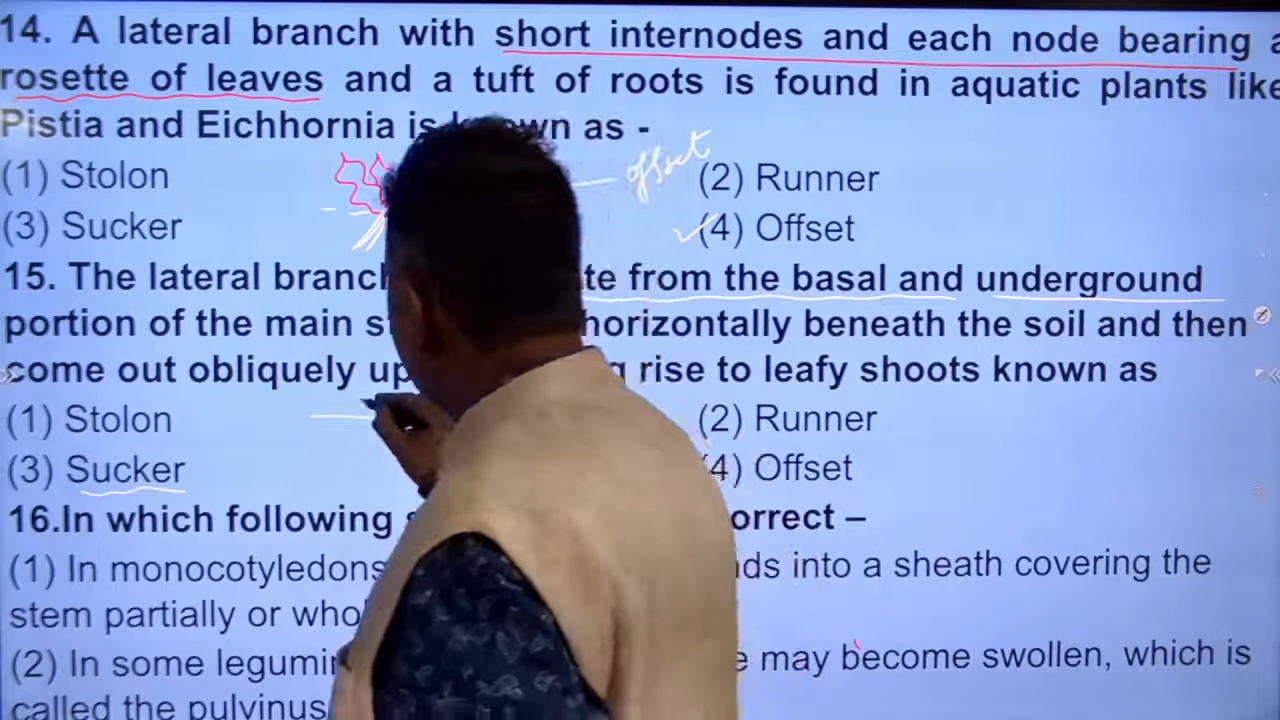 14. A lateral branch with short internodes and each node bearing a
rosette of leaves and a tuft of roots is found in aquatic plants like
Pistia and Eichhornia is known as -
offset
(1) Stolon (2) Runner
(3) Sucker (4) Offset
15. The lateral branch te from the basal and underground
portion of the main s horizontally beneath the soil and then
come out obliquely up rise to leafy shoots known as
(1) Stolon (2) Runner
(3) Sucker (4) Offset
16.In which following orrect –
(1) In monocotyledons ds into a sheath covering the
stem partially or who
(2) In some legumi e may become swollen, which is
called the pulvinus